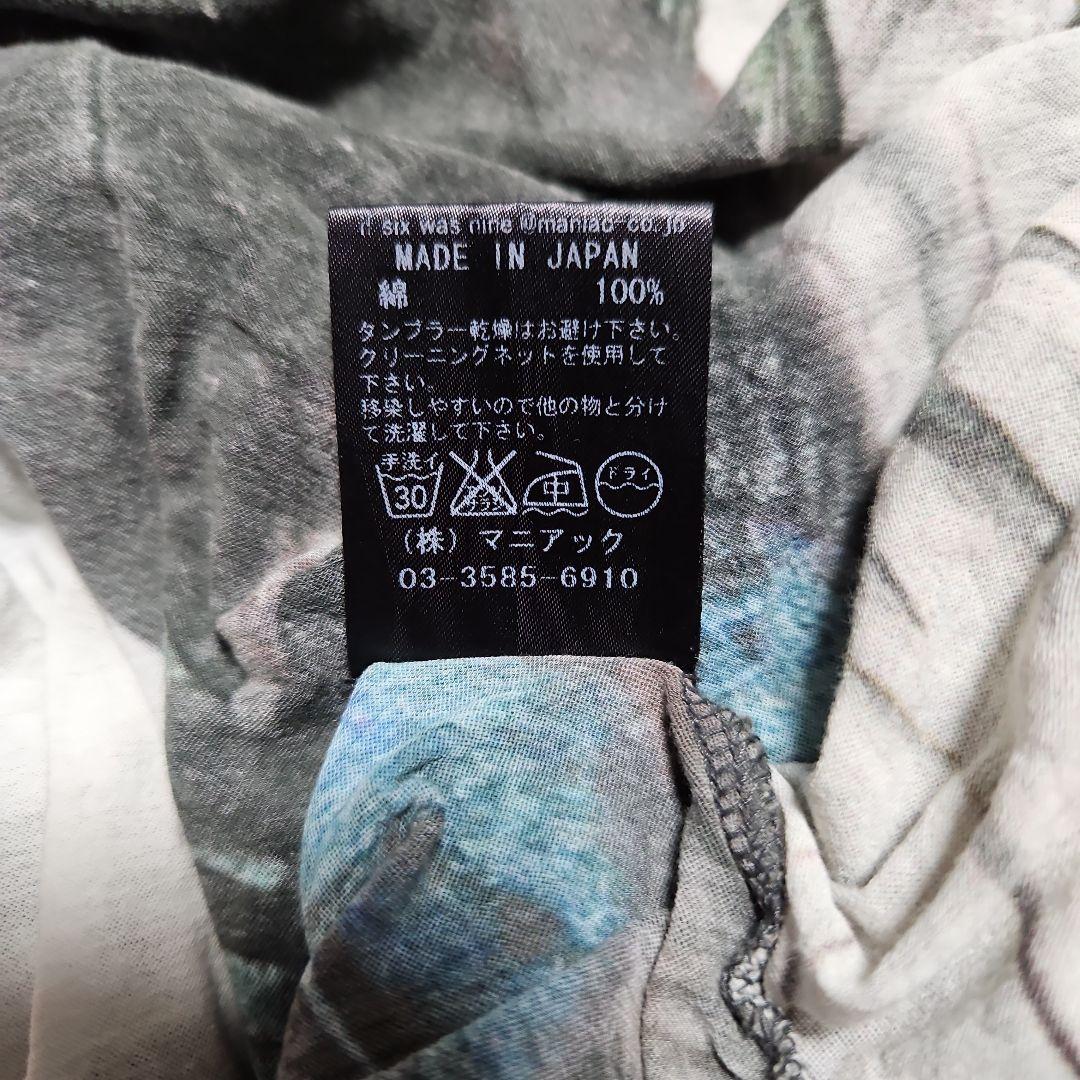 if six was nine @maniac co.jp
MADE IN JAPAN
綿 100%
タンブラー乾燥はお避け下さい。
クリーニングネットを使用して
下さい。
移染しやすいので他の物と分け
て洗濯して下さい。
手洗イ ドライ
30 サラシ 中
(株) マニアック
03-3585-6910